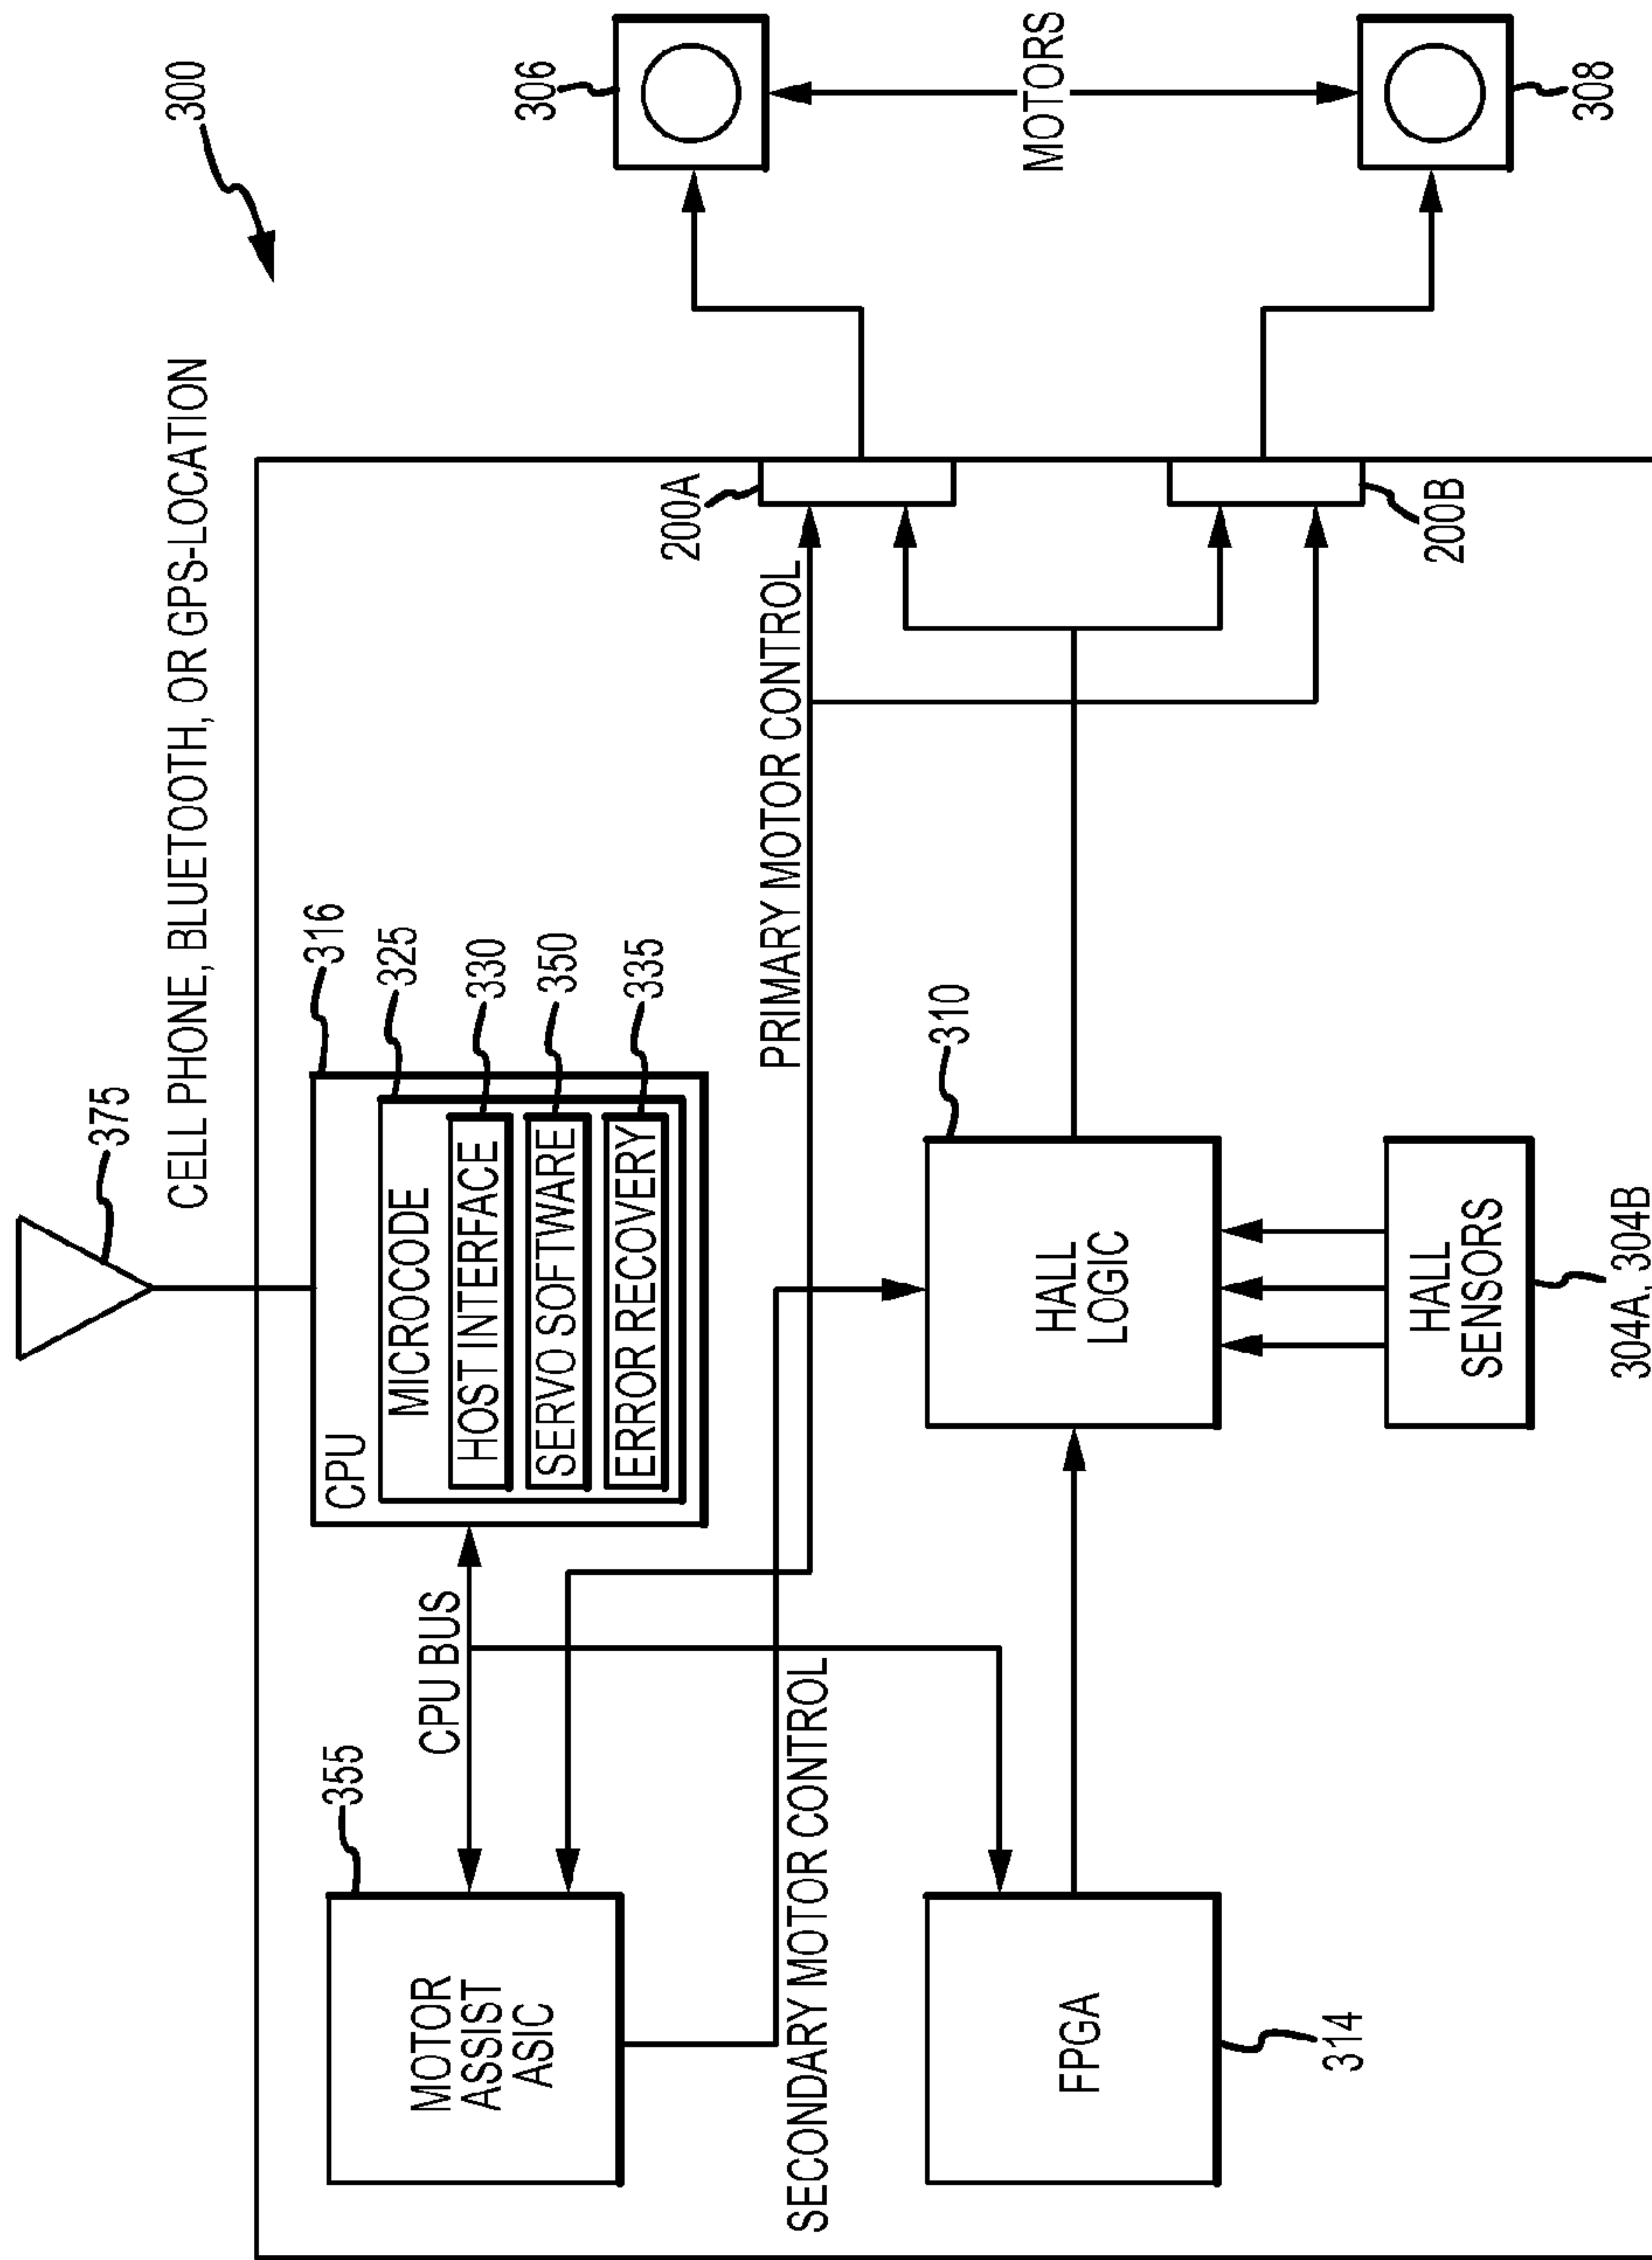 300
375
CELL PHONE, BLUETOOTH, OR GPS-LOCATION
316
325
330
350
335
CPU
MICROCODE
HOST INTERFACE
SERVO SOFTWARE
ERROR RECOVERY
355
MOTOR
ASSIST
ASIC
CPU BUS
PRIMARY MOTOR CONTROL
SECONDARY MOTOR CONTROL
200A
200B
306
MOTORS
308
310
HALL
LOGIC
FPGA
314
HALL
SENSORS
304A, 304B